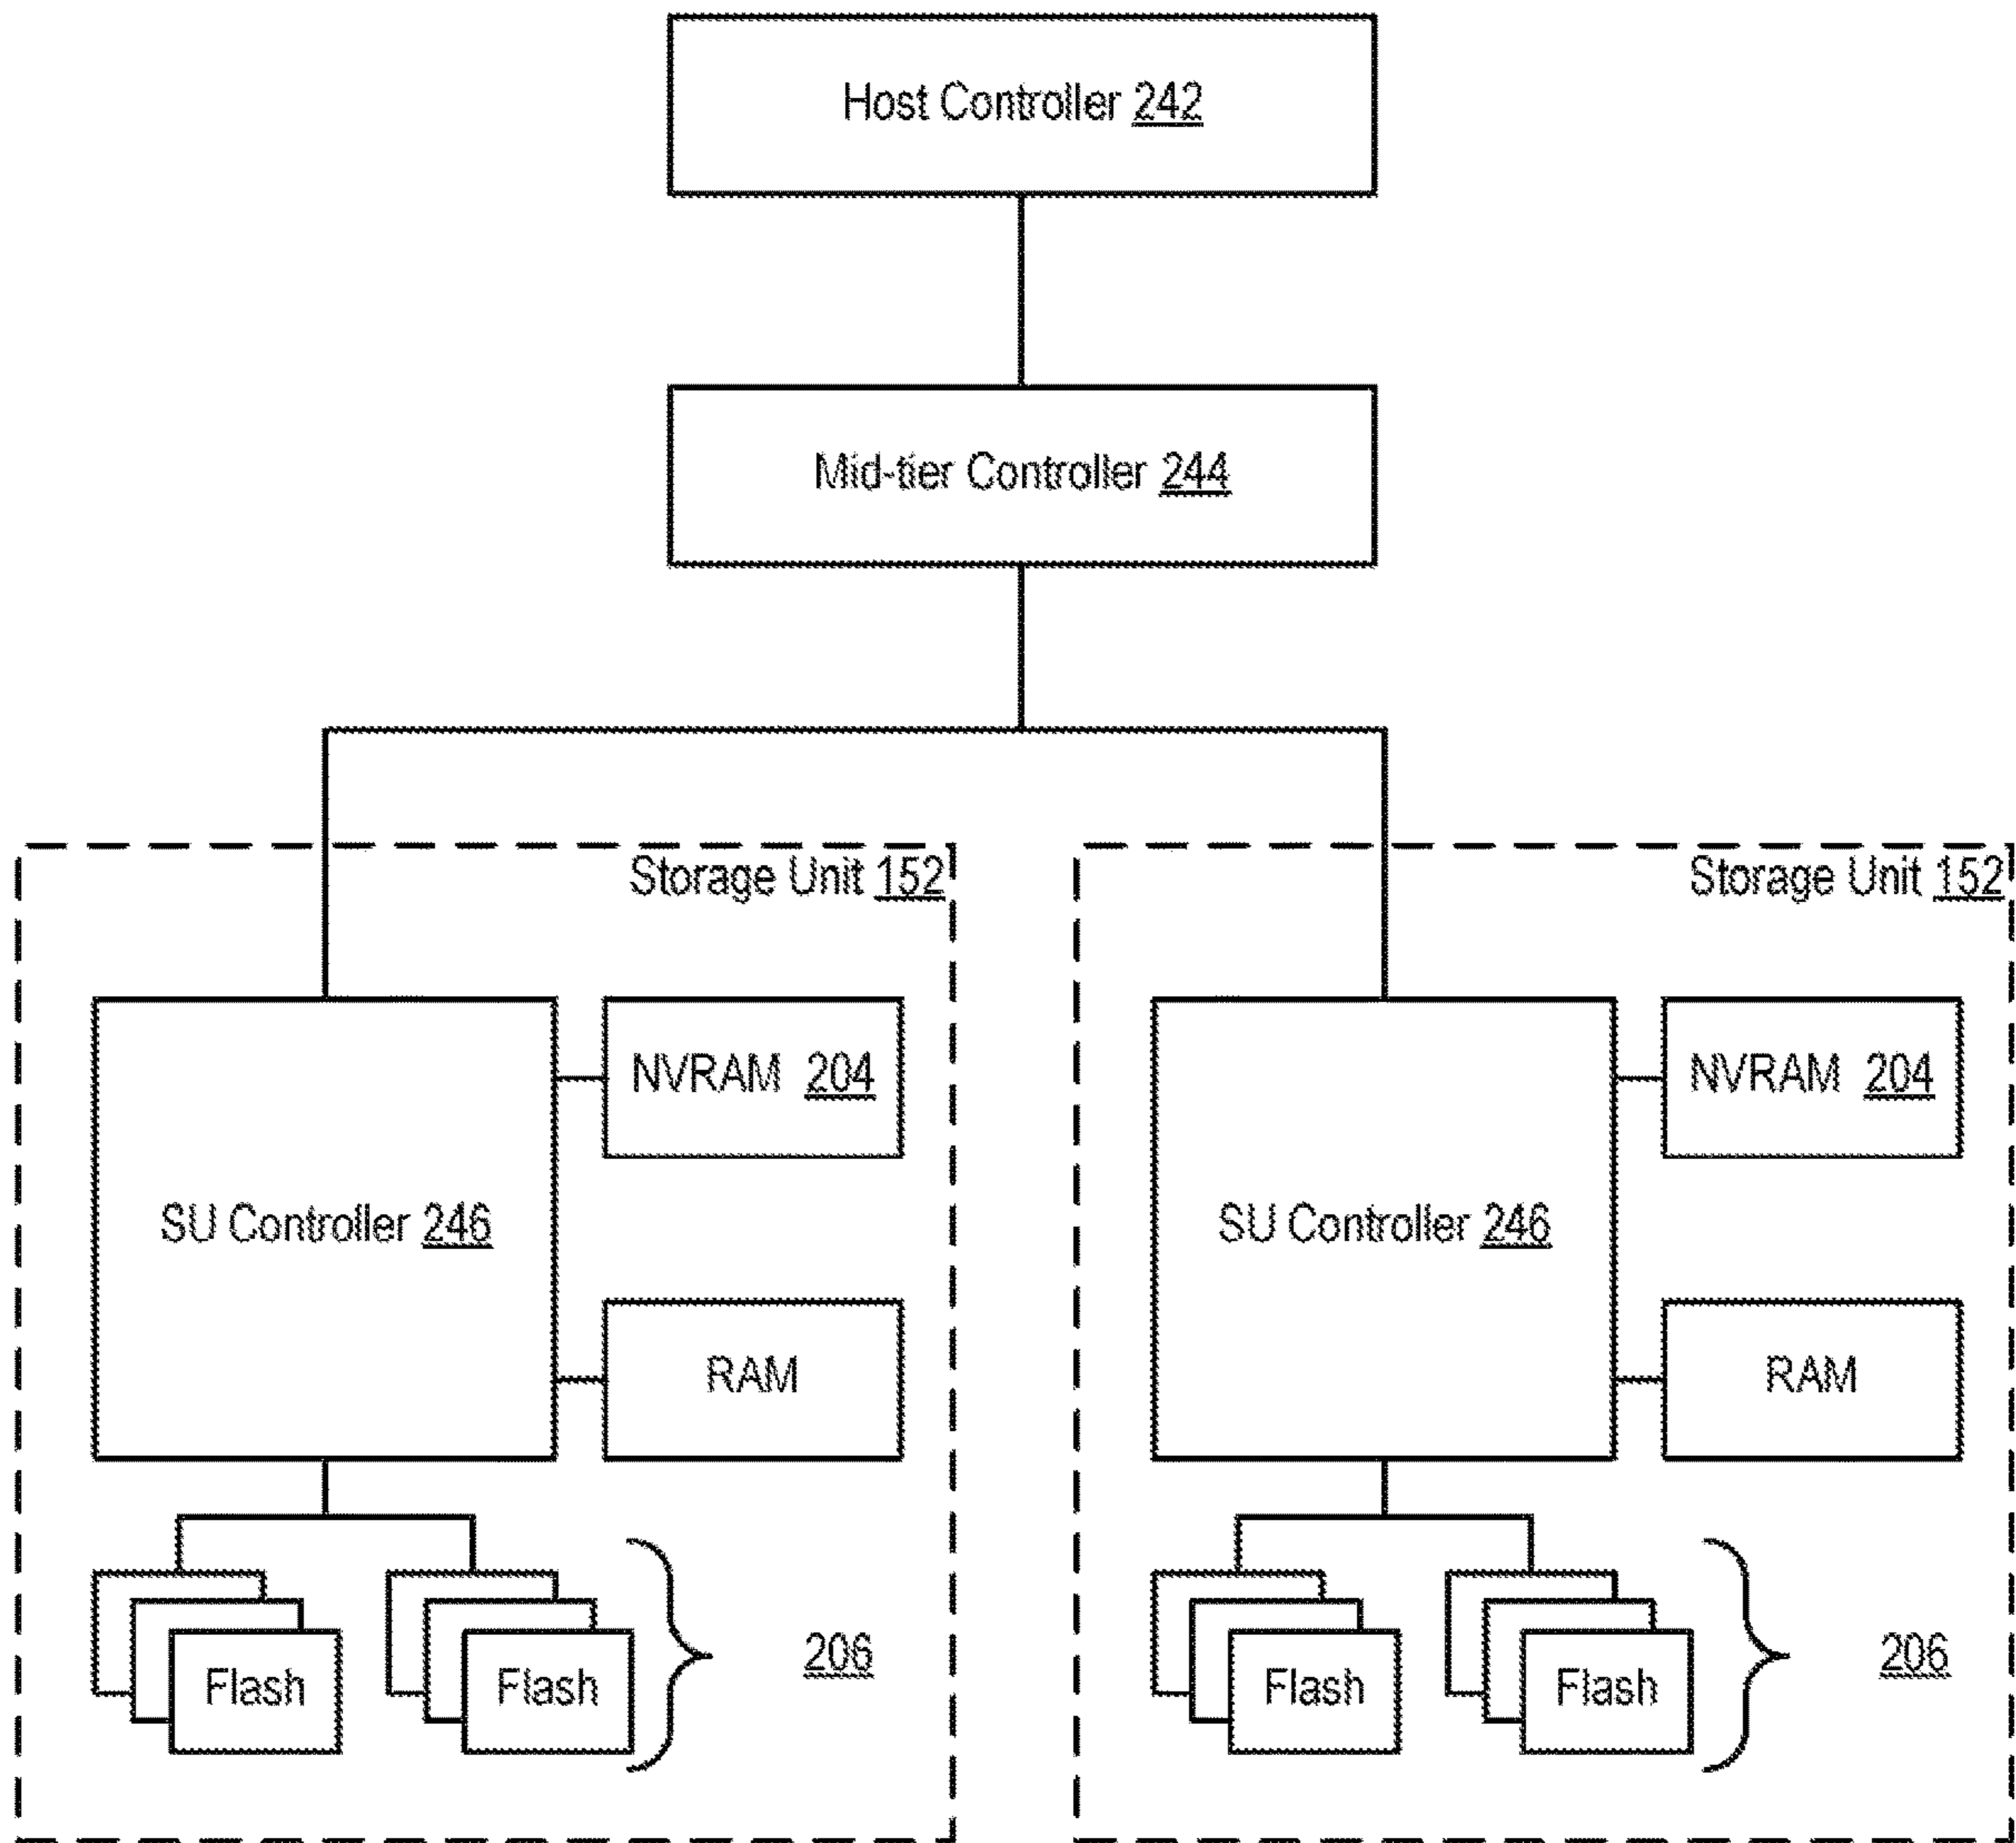 Host Controller 242
Mid-tier Controller 244
Storage Unit 152
Storage Unit 152
NVRAM 204
NVRAM 204
SU Controller 246
SU Controller 246
RAM
RAM
206
206
Flash
Flash
Flash
Flash